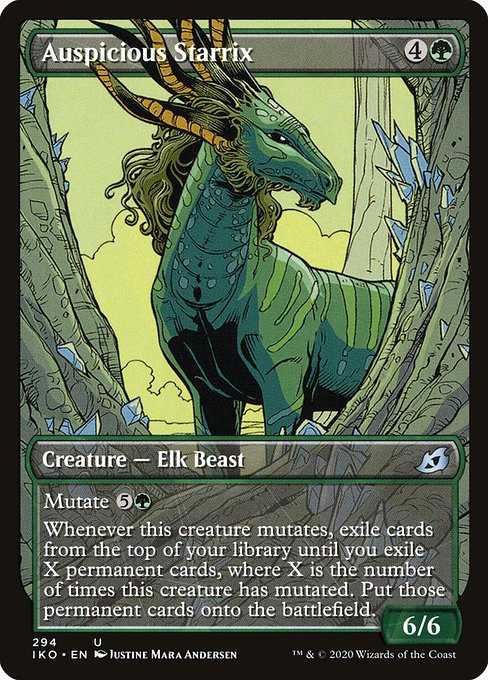 Auspicious Starrix 4
Creature — Elk Beast
Mutate 5
Whenever this creature mutates, exile cards
from the top of your library until you exile
X permanent cards, where X is the number
of times this creature has mutated. Put those
permanent cards onto the battlefield.
6/6
294 U
IKO • EN Justine Mara Andersen
™ & © 2020 Wizards of the Coast